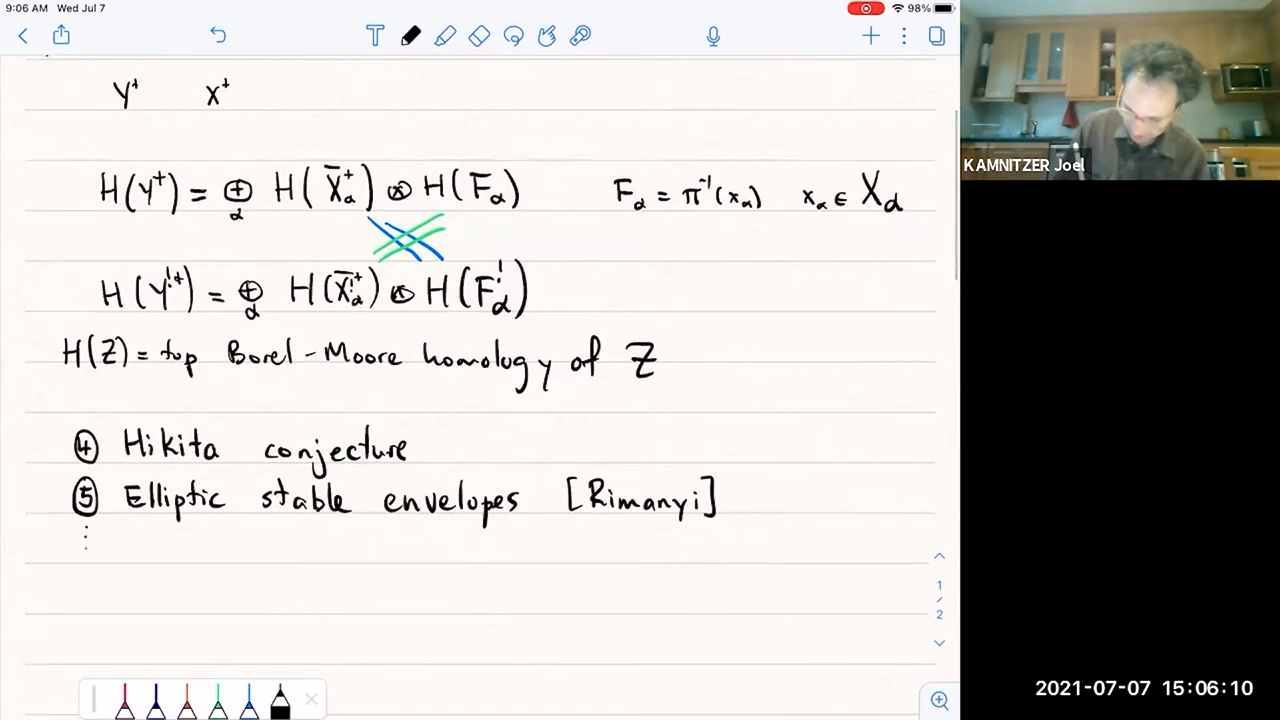 9:06 AM Wed Jul 7
98%
Y⁺ X⁺
H(Y⁺) = ⊕_α H(X̄_α⁺) ⊗ H(F_α) F_α = π⁻¹(x_α) x_α ∈ X_α
H(Y^{!+}) = ⊕_α H(X̄_α^{!+}) ⊗ H(F_α^!)
H(Z) = top Borel-Moore homology of Z
④ Hikita conjecture
⑤ Elliptic stable envelopes [Rimanyi]
⋮
1
/
2
KAMNITZER Joel
2021-07-07 15:06:10